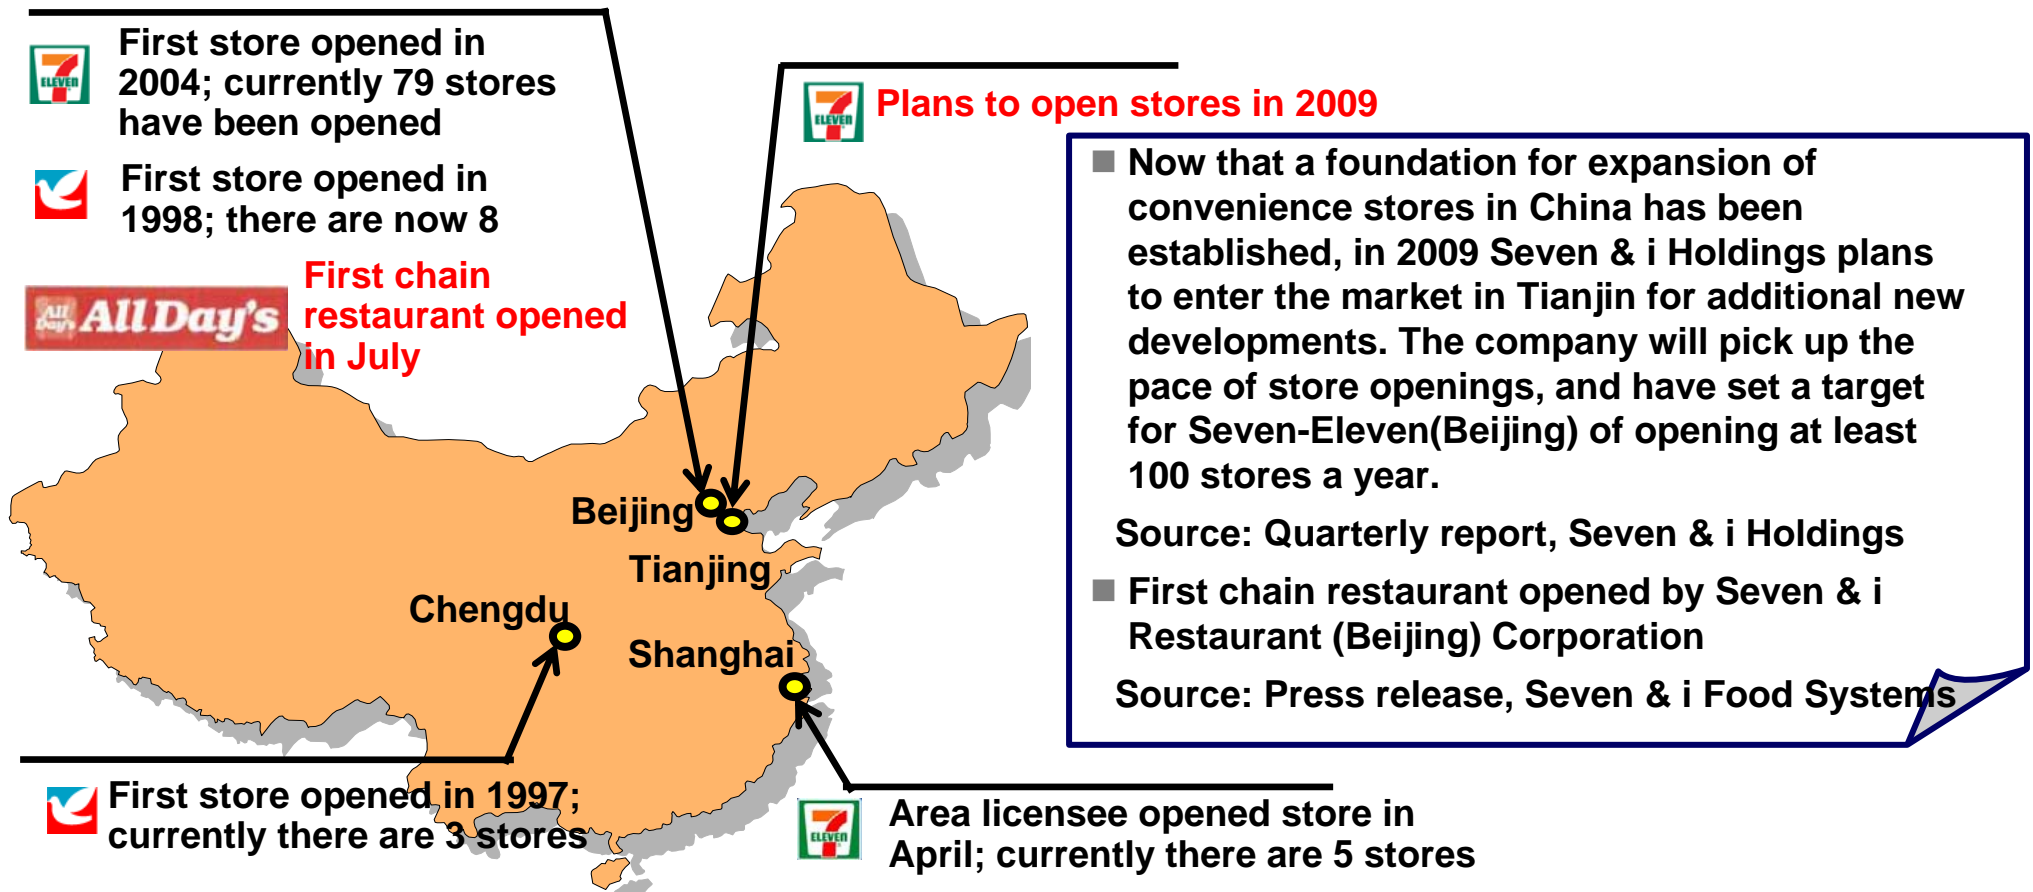 First store opened in
2004; currently 79 stores
have been opened
7
ELEVEN
First store opened in
1998; there are now 8
All Day's
All Day's
First chain
restaurant opened
in July
7
ELEVEN
Plans to open stores in 2009
■ Now that a foundation for expansion of
convenience stores in China has been
established, in 2009 Seven & i Holdings plans
to enter the market in Tianjin for additional new
developments. The company will pick up the
pace of store openings, and have set a target
for Seven-Eleven(Beijing) of opening at least
100 stores a year.
Source: Quarterly report, Seven & i Holdings
■ First chain restaurant opened by Seven & i
Restaurant (Beijing) Corporation
Source: Press release, Seven & i Food Systems
Beijing
Tianjing
Chengdu
Shanghai
First store opened in 1997;
currently there are 3 stores
7
ELEVEN
Area licensee opened store in
April; currently there are 5 stores